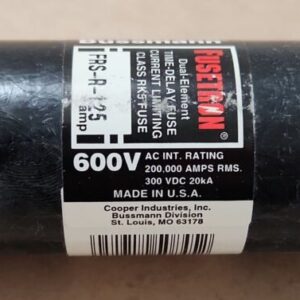 BUSSMANN
FUSETRON®
Dual-Element
TIME-DELAY FUSE
CURRENT LIMITING
CLASS RK5 FUSE
FRS-R-125
amp
600V
AC INT. RATING
200,000 AMPS RMS.
300 VDC 20kA
MADE IN U.S.A.
Cooper Industries, Inc.
Bussmann Division
St. Louis, MO 63178